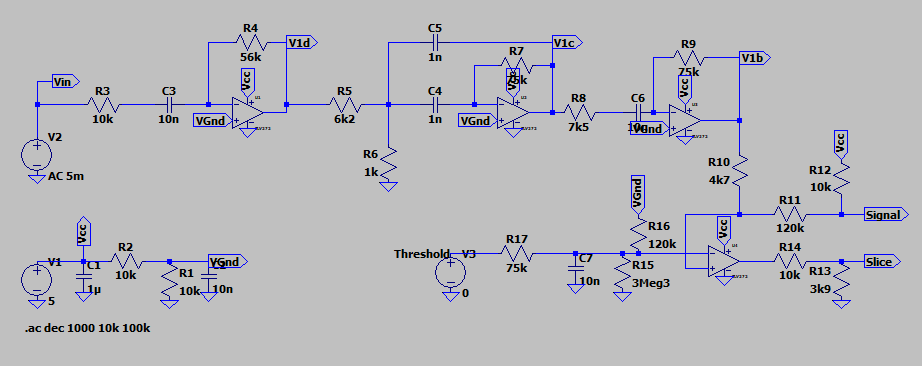 R4
56k
V1d
C5
1n
V1c
R7
75k
R9
75k
V1b
Vin
Vcc
Vcc
Vcc
R3
10k
C3
10n
U1
VGnd
R5
6k2
C4
1n
U2
VGnd
R8
7k5
C6
10n
U3
VGnd
V2
AC 5m
R6
1k
R10
4k7
Vcc
R12
10k
VGnd
R11
120k
Signal
Vcc
R2
10k
VGnd
V1
5
C1
1µ
R1
10k
C2
10n
Threshold
V3
0
R17
75k
R16
120k
C7
10n
R15
3Meg3
Vcc
U4
R14
10k
Slice
R13
3k9
.ac dec 1000 10k 100k